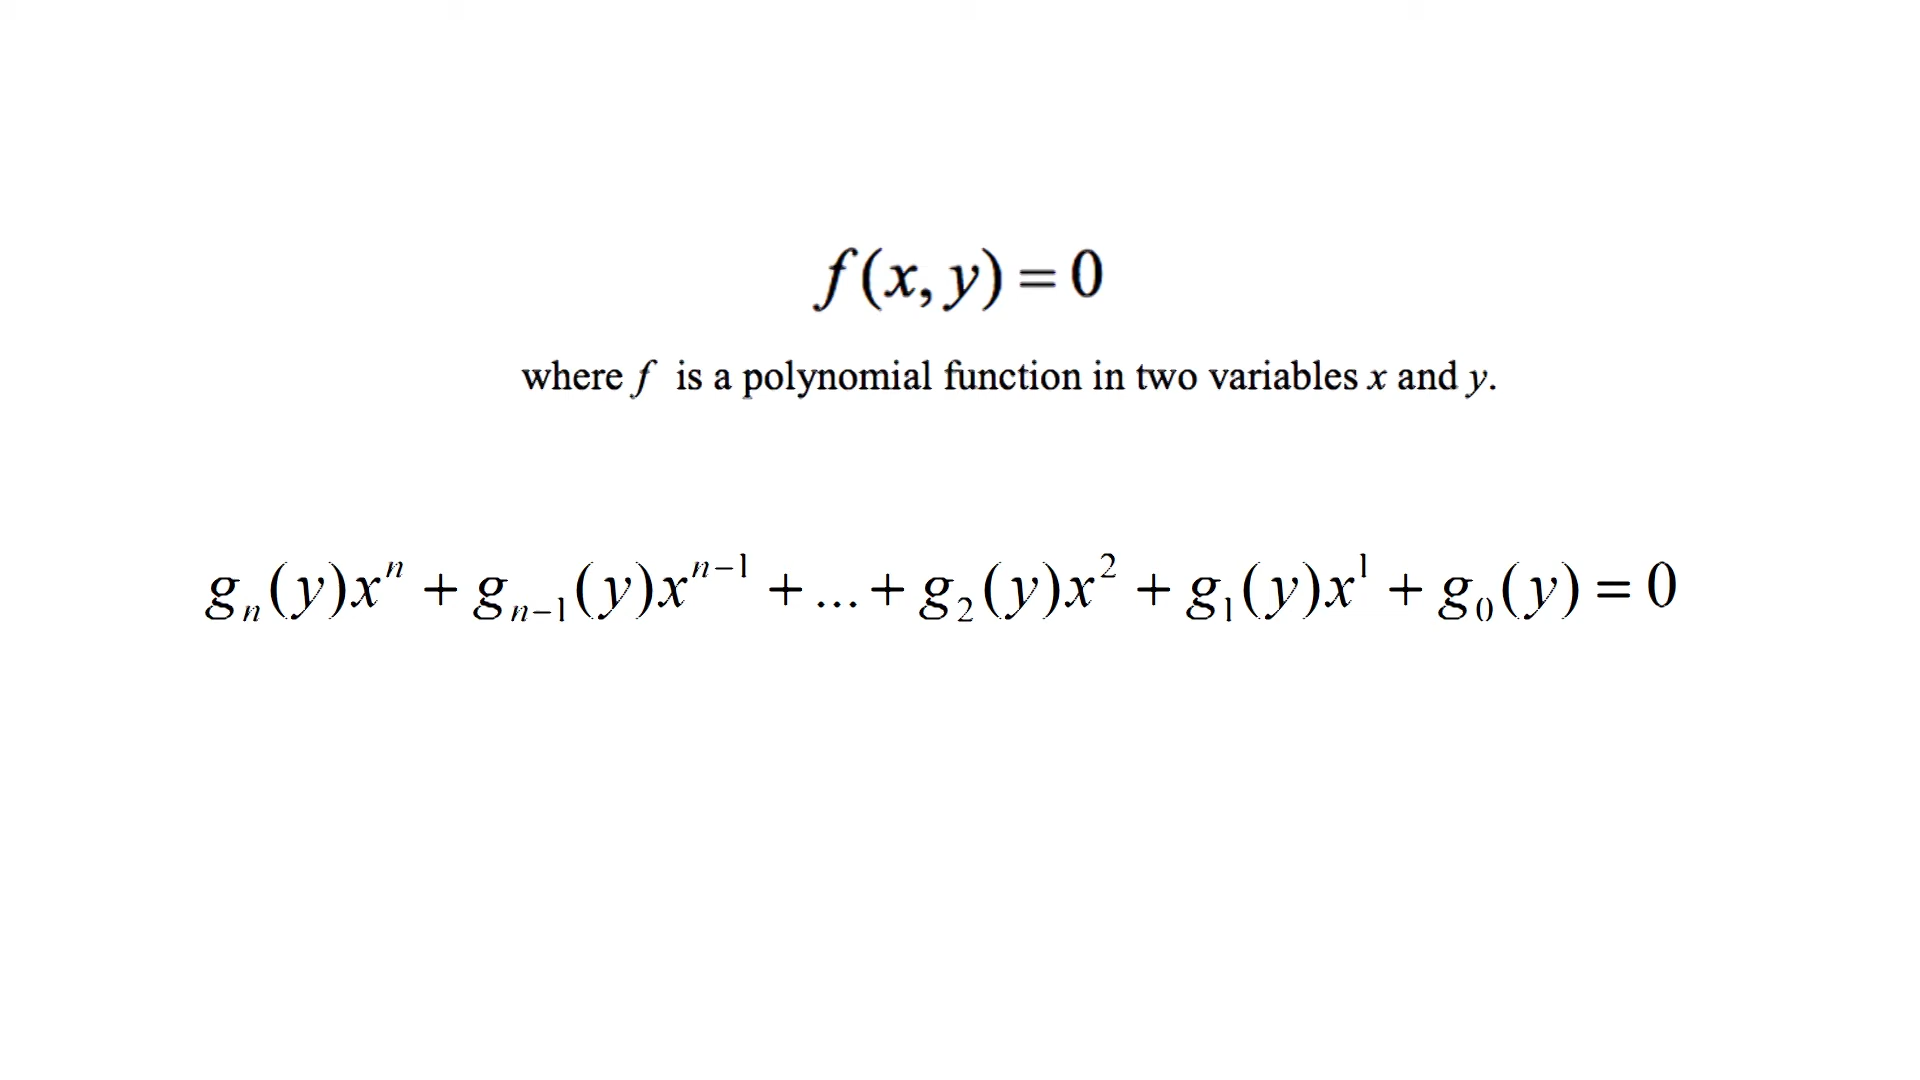 f(x, y) = 0
where f is a polynomial function in two variables x and y.
gₙ(y)xⁿ + gₙ₋₁(y)xⁿ⁻¹ + ... + g₂(y)x² + g₁(y)x¹ + g₀(y) = 0